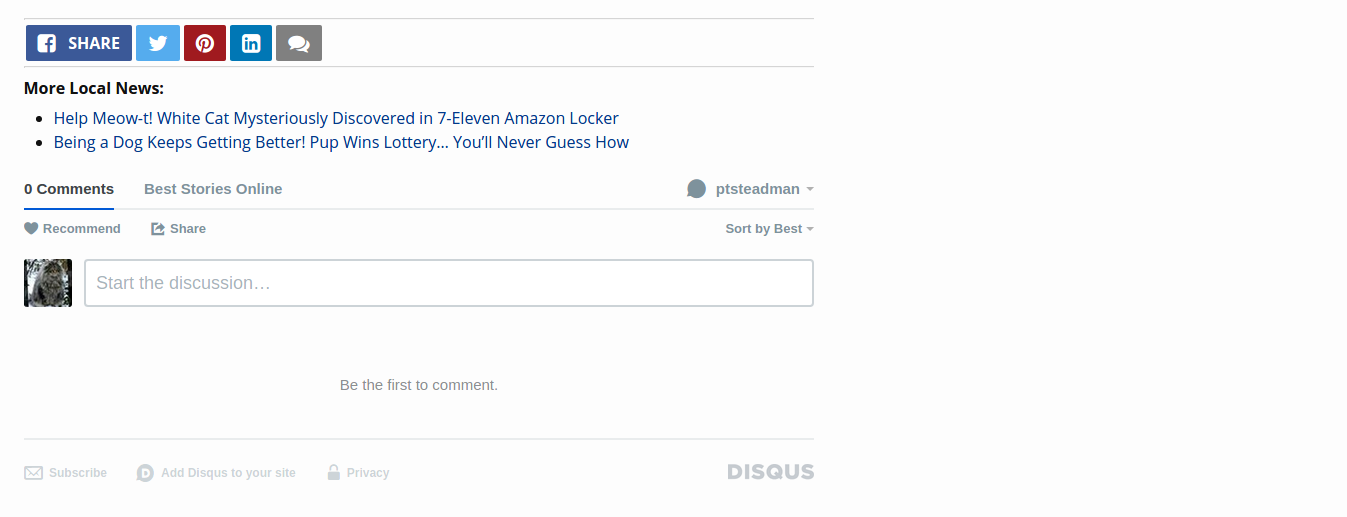 SHARE
More Local News:
Help Meow-t! White Cat Mysteriously Discovered in 7-Eleven Amazon Locker
Being a Dog Keeps Getting Better! Pup Wins Lottery… You’ll Never Guess How
0 Comments Best Stories Online ptsteadman
Recommend Share Sort by Best
Start the discussion…
Be the first to comment.
Subscribe Add Disqus to your site Privacy DISQUS